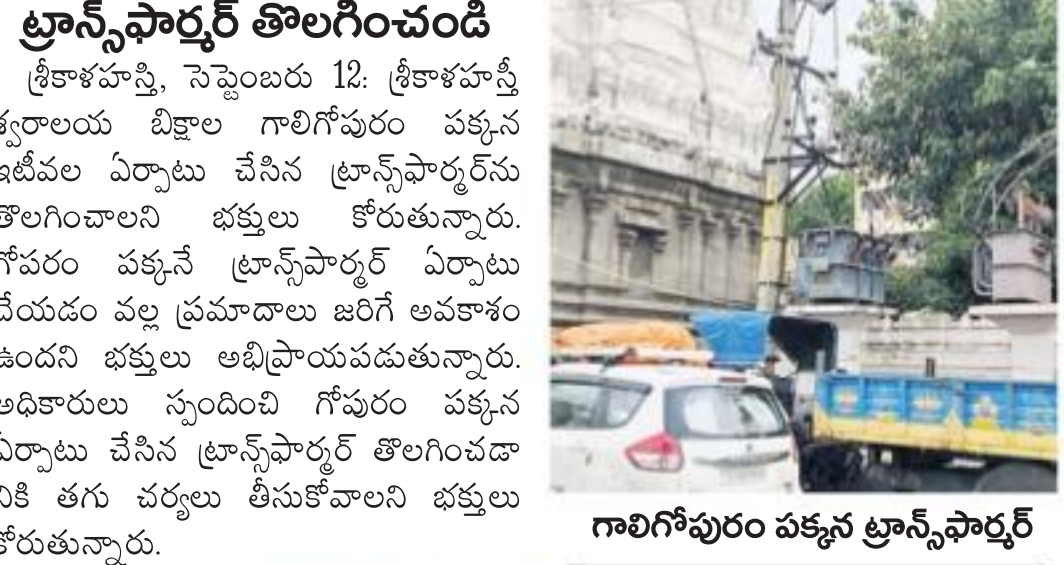 ట్రాన్స్‌ఫార్మర్ తొలగించండి
శ్రీకాళహస్తి, సెప్టెంబరు 12: శ్రీకాళహస్తీ
శ్వరాలయ బిక్షాల గాలిగోపురం పక్కన
ఇటీవల ఏర్పాటు చేసిన ట్రాన్స్‌ఫార్మర్‌ను
తొలగించాలని భక్తులు కోరుతున్నారు.
గోపరం పక్కనే ట్రాన్స్‌పార్మర్ ఏర్పాటు
చేయడం వల్ల ప్రమాదాలు జరిగే అవకాశం
ఉందని భక్తులు అభిప్రాయపడుతున్నారు.
అధికారులు స్పందించి గోపురం పక్కన
ఏర్పాటు చేసిన ట్రాన్స్‌ఫార్మర్ తొలగించడా
నికి తగు చర్యలు తీసుకోవాలని భక్తులు
కోరుతున్నారు.
గాలిగోపురం పక్కన ట్రాన్స్‌ఫార్మర్